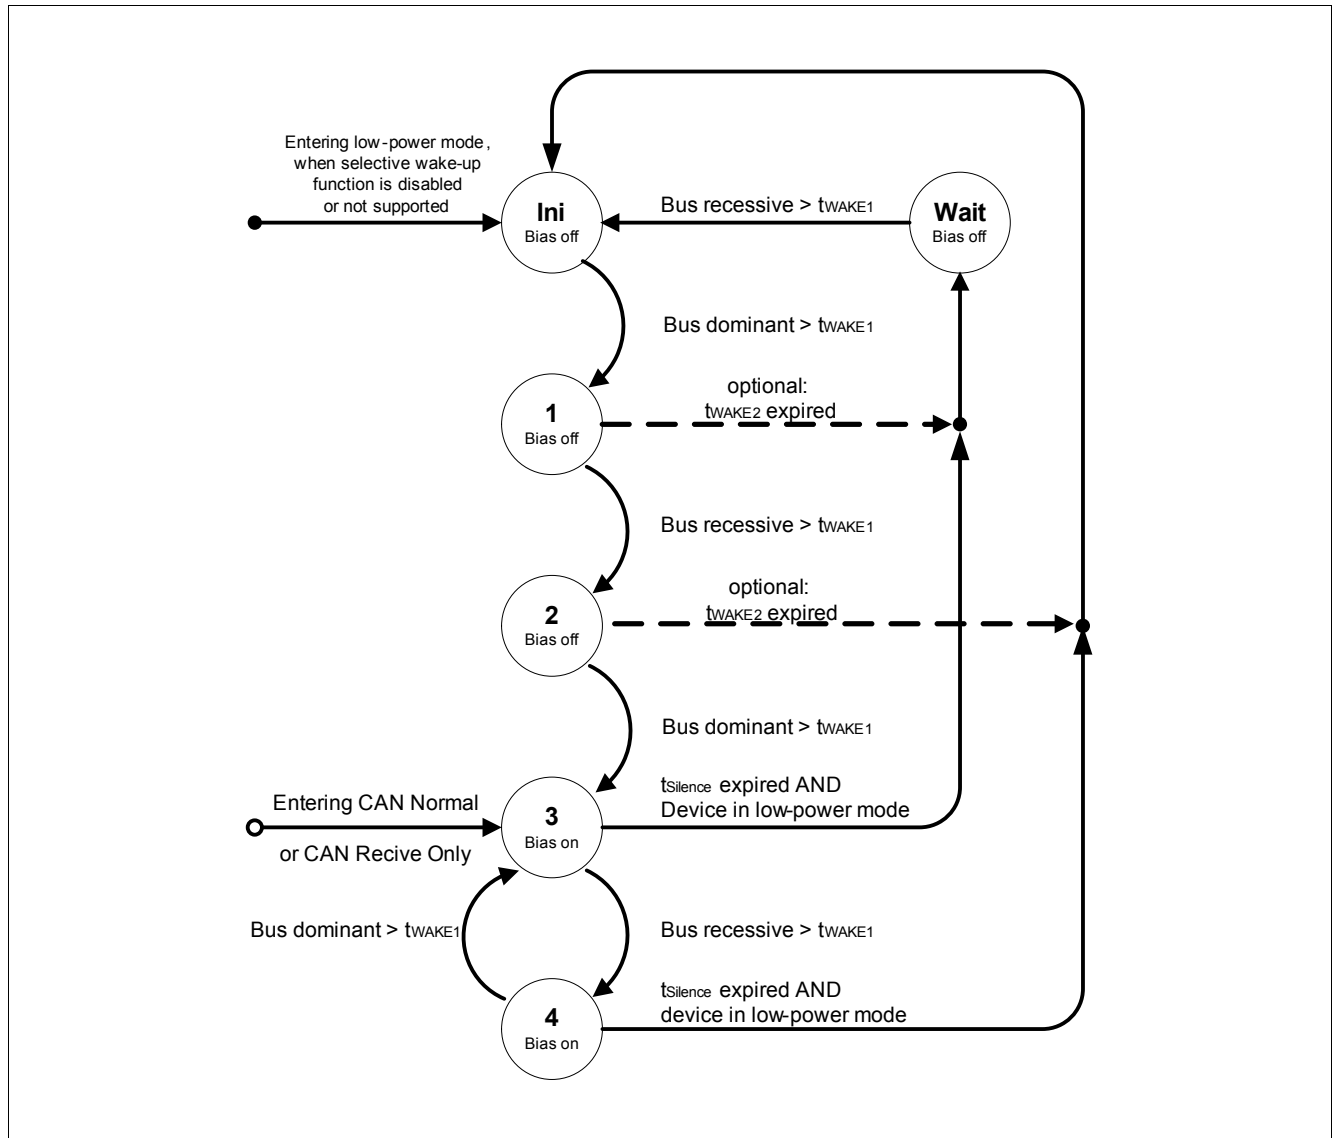 Entering low-power mode,
when selective wake-up
function is disabled
or not supported
Ini
Bias off
Bus recessive > tWAKE1
Wait
Bias off
Bus dominant > tWAKE1
1
Bias off
optional:
tWAKE2 expired
Bus recessive > tWAKE1
2
Bias off
optional:
tWAKE2 expired
Bus dominant > tWAKE1
Entering CAN Normal
or CAN Recive Only
3
Bias on
tSilence expired AND
Device in low-power mode
Bus dominant > tWAKE1
Bus recessive > tWAKE1
4
Bias on
tSilence expired AND
device in low-power mode